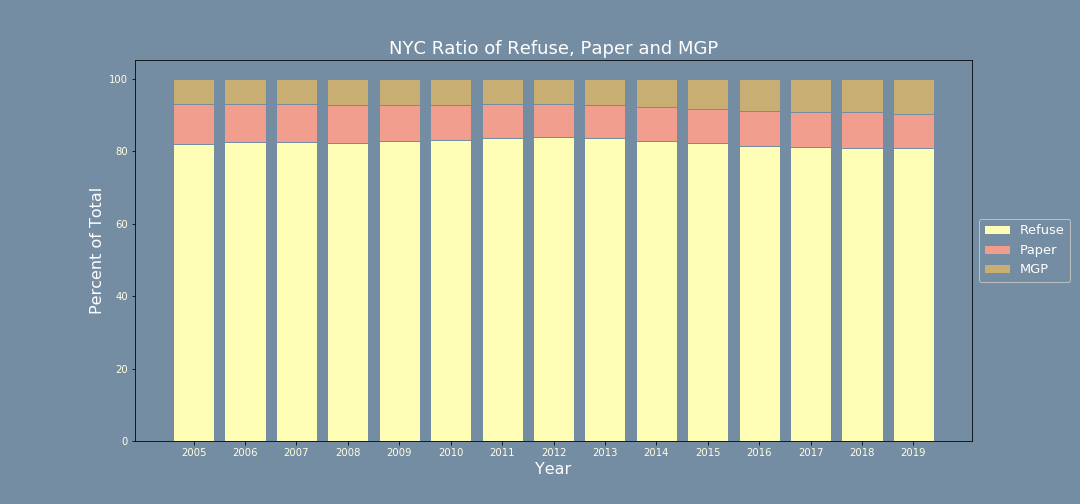 NYC Ratio of Refuse, Paper and MGP
100
80
60
40
20
0
Percent of Total
2005 2006 2007 2008 2009 2010 2011 2012 2013 2014 2015 2016 2017 2018 2019
Year
Refuse
Paper
MGP